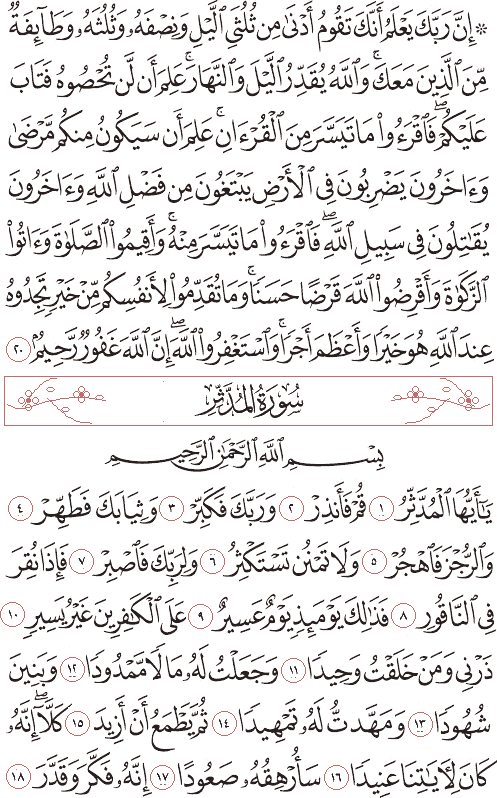 ۞ إِنَّ رَبَّكَ يَعْلَمُ أَنَّكَ تَقُومُ أَدْنَىٰ مِن ثُلُثَىِ ٱلَّيْلِ وَنِصْفَهُۥ وَثُلُثَهُۥ وَطَآئِفَةٌ
مِّنَ ٱلَّذِينَ مَعَكَ ۚ وَٱللَّهُ يُقَدِّرُ ٱلَّيْلَ وَٱلنَّهَارَ ۚ عَلِمَ أَن لَّن تُحْصُوهُ فَتَابَ
عَلَيْكُمْ ۖ فَٱقْرَءُوا۟ مَا تَيَسَّرَ مِنَ ٱلْقُرْءَانِ ۚ عَلِمَ أَن سَيَكُونُ مِنكُم مَّرْضَىٰ
وَءَاخَرُونَ يَضْرِبُونَ فِى ٱلْأَرْضِ يَبْتَغُونَ مِن فَضْلِ ٱللَّهِ وَءَاخَرُونَ
يُقَـٰتِلُونَ فِى سَبِيلِ ٱللَّهِ ۖ فَٱقْرَءُوا۟ مَا تَيَسَّرَ مِنْهُ ۚ وَأَقِيمُوا۟ ٱلصَّلَوٰةَ وَءَاتُوا۟
ٱلزَّكَوٰةَ وَأَقْرِضُوا۟ ٱللَّهَ قَرْضًا حَسَنًا ۚ وَمَا تُقَدِّمُوا۟ لِأَنفُسِكُم مِّنْ خَيْرٍ تَجِدُوهُ
عِندَ ٱللَّهِ هُوَ خَيْرًا وَأَعْظَمَ أَجْرًا ۚ وَٱسْتَغْفِرُوا۟ ٱللَّهَ ۖ إِنَّ ٱللَّهَ غَفُورٌ رَّحِيمٌۢ ٢٠
سُورَةُ المُدَّثِّرِ
بِسْمِ ٱللَّهِ ٱلرَّحْمَـٰنِ ٱلرَّحِيمِ
يَـٰٓأَيُّهَا ٱلْمُدَّثِّرُ ١ قُمْ فَأَنذِرْ ٢ وَرَبَّكَ فَكَبِّرْ ٣ وَثِيَابَكَ فَطَهِّرْ ٤
وَٱلرُّجْزَ فَٱهْجُرْ ٥ وَلَا تَمْنُن تَسْتَكْثِرُ ٦ وَلِرَبِّكَ فَٱصْبِرْ ٧ فَإِذَا نُقِرَ
فِى ٱلنَّاقُورِ ٨ فَذَٰلِكَ يَوْمَئِذٍ يَوْمٌ عَسِيرٌ ٩ عَلَى ٱلْكَـٰفِرِينَ غَيْرُ يَسِيرٍ ١٠
ذَرْنِى وَمَنْ خَلَقْتُ وَحِيدًا ١١ وَجَعَلْتُ لَهُۥ مَالًا مَّمْدُودًا ١٢ وَبَنِينَ
شُهُودًا ١٣ وَمَهَّدتُّ لَهُۥ تَمْهِيدًا ١٤ ثُمَّ يَطْمَعُ أَنْ أَزِيدَ ١٥ كَلَّآ ۖ إِنَّهُۥ
كَانَ لِـَٔايَـٰتِنَا عَنِيدًا ١٦ سَأُرْهِقُهُۥ صَعُودًا ١٧ إِنَّهُۥ فَكَّرَ وَقَدَّرَ ١٨